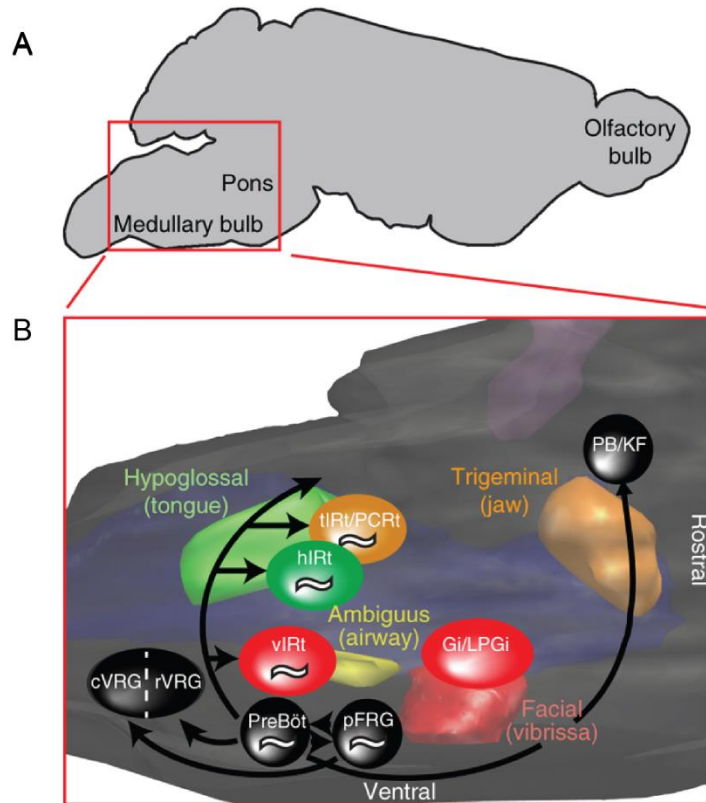 A
Olfactory
bulb
Pons
Medullary bulb
B
PB/KF
Hypoglossal
(tongue)
Trigeminal
(jaw)
tIRt/PCRt
hIRt
Rostral
Ambiguus
(airway)
vIRt
Gi/LPGi
cVRG rVRG
PreBöt
pFRG
Facial
(vibrissa)
Ventral